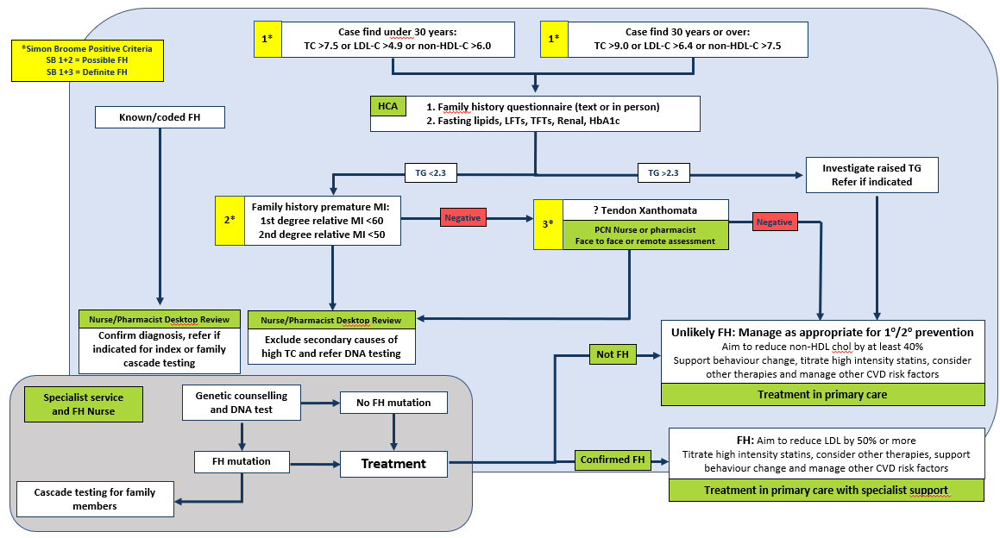 *Simon Broome Positive Criteria
SB 1+2 = Possible FH
SB 1+3 = Definite FH
1*
Case find under 30 years:
TC >7.5 or LDL-C >4.9 or non-HDL-C >6.0
1*
Case find 30 years or over:
TC >9.0 or LDL-C >6.4 or non-HDL-C >7.5
Known/coded FH
HCA
1. Family history questionnaire (text or in person)
2. Fasting lipids, LFTs, TFTs, Renal, HbA1c
TG <2.3
TG >2.3
Investigate raised TG
Refer if indicated
2*
Family history premature MI:
1st degree relative MI <60
2nd degree relative MI <50
Negative
3*
? Tendon Xanthomata
PCN Nurse or pharmacist
Face to face or remote assessment
Negative
Nurse/Pharmacist Desktop Review
Confirm diagnosis, refer if
indicated for index or family
cascade testing
Nurse/Pharmacist Desktop Review
Exclude secondary causes of
high TC and refer DNA testing
Unlikely FH: Manage as appropriate for 1⁰/2⁰ prevention
Aim to reduce non-HDL chol by at least 40%
Support behaviour change, titrate high intensity statins, consider
other therapies and manage other CVD risk factors
Treatment in primary care
Not FH
Specialist service
and FH Nurse
Genetic counselling
and DNA test
No FH mutation
FH mutation
Treatment
Cascade testing for family
members
Confirmed FH
FH: Aim to reduce LDL by 50% or more
Titrate high intensity statins, consider other therapies, support
behaviour change and manage other CVD risk factors
Treatment in primary care with specialist support